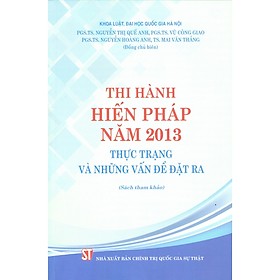 KHOA LUẬT, ĐẠI HỌC QUỐC GIA HÀ NỘI
PGS.TS. NGUYỄN THỊ QUẾ ANH, PGS.TS. VŨ CÔNG GIAO
PGS.TS. NGUYỄN HOÀNG ANH, TS. MAI VĂN THẮNG
(Đồng chủ biên)
THI HÀNH
HIẾN PHÁP
NĂM 2013
THỰC TRẠNG
VÀ NHỮNG VẤN ĐỀ ĐẶT RA
(Sách tham khảo)
ST NHÀ XUẤT BẢN CHÍNH TRỊ QUỐC GIA SỰ THẬT